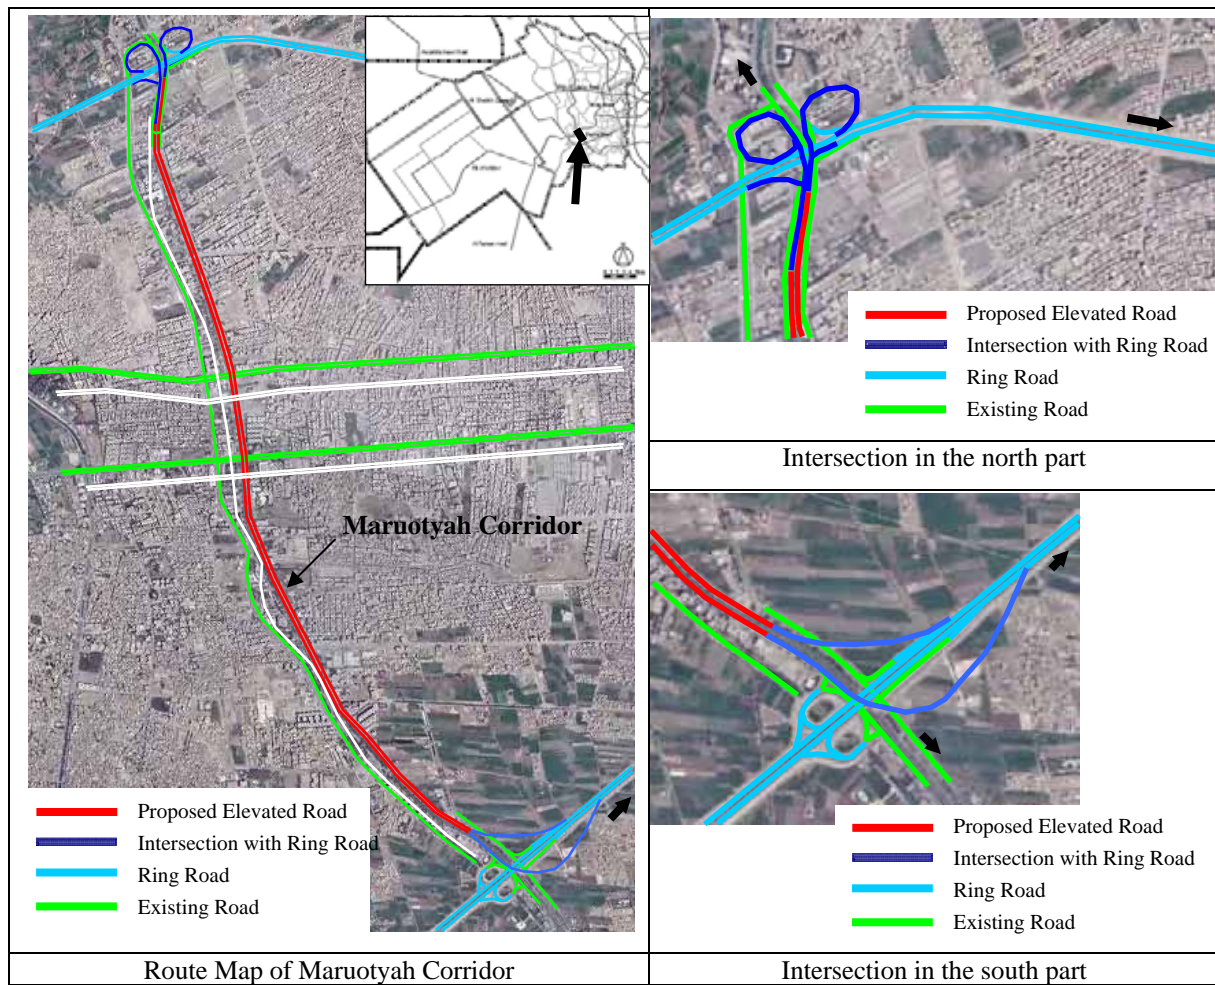 Maruotyah Corridor
Proposed Elevated Road
Intersection with Ring Road
Ring Road
Existing Road
Route Map of Maruotyah Corridor
Proposed Elevated Road
Intersection with Ring Road
Ring Road
Existing Road
Intersection in the north part
Proposed Elevated Road
Intersection with Ring Road
Ring Road
Existing Road
Intersection in the south part